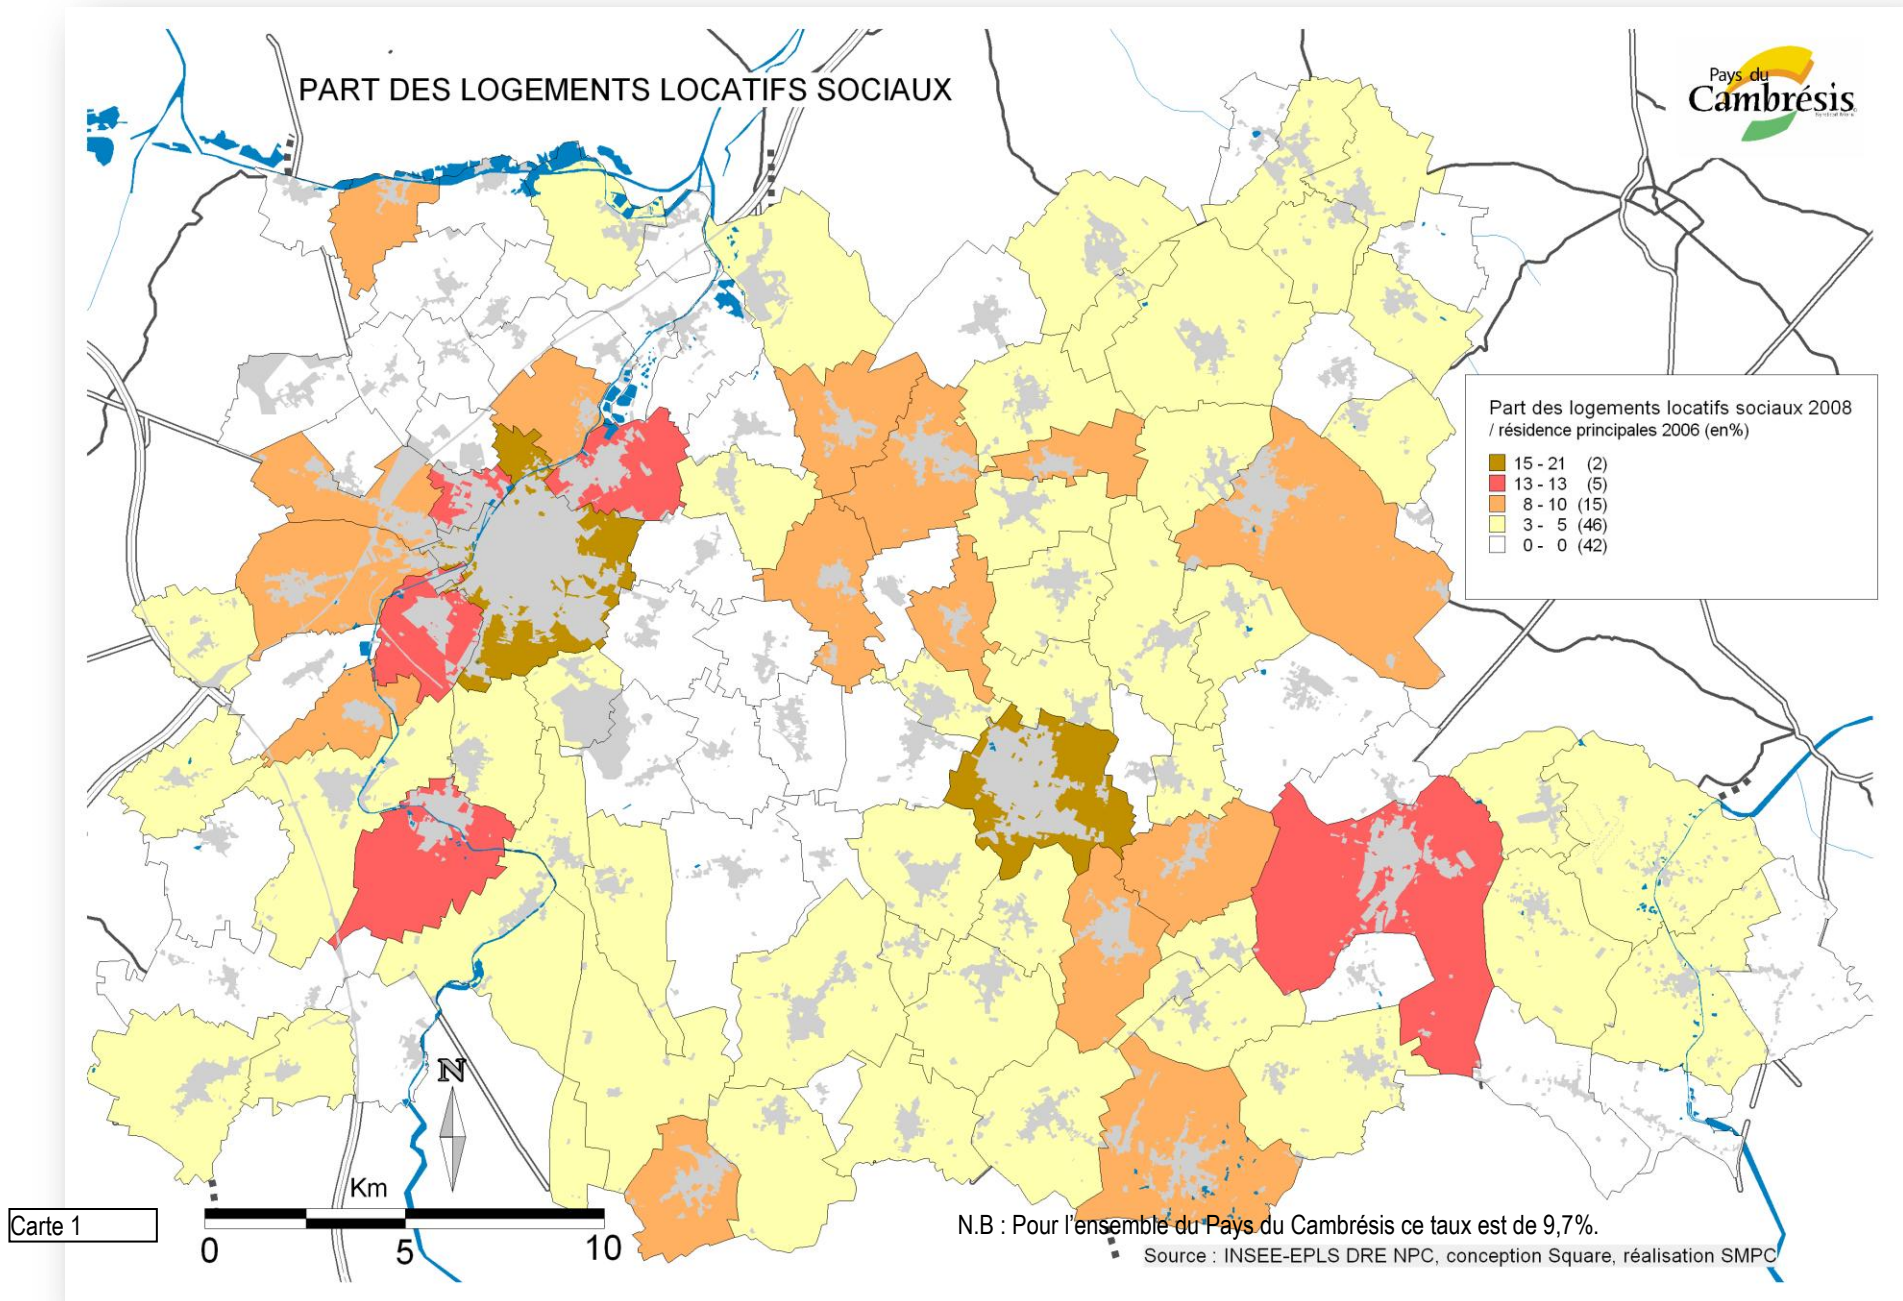 PART DES LOGEMENTS LOCATIFS SOCIAUX
Pays du
Cambrésis
Part des logements locatifs sociaux 2008
/ résidence principales 2006 (en%)
15 - 21 (2)
13 - 13 (5)
8 - 10 (15)
3 - 5 (46)
0 - 0 (42)
N
Km
0 5 10
Carte 1
N.B : Pour l'ensemble du Pays du Cambrésis ce taux est de 9,7%.
Source : INSEE-EPLS DRE NPC, conception Square, réalisation SMPC